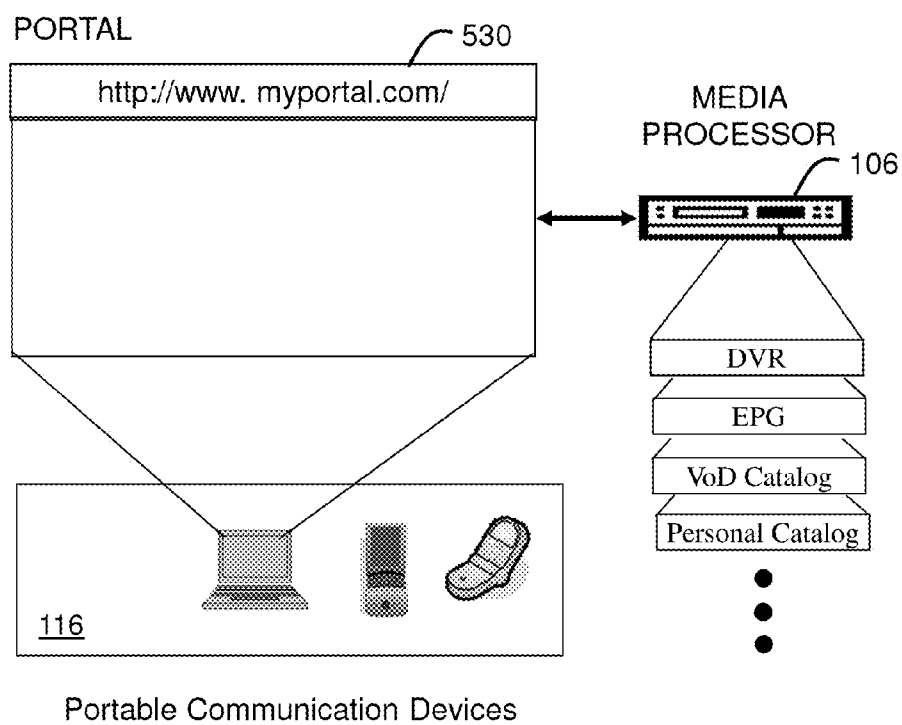 PORTAL
530
http://www. myportal.com/
MEDIA
PROCESSOR
106
DVR
EPG
VoD Catalog
Personal Catalog
116
Portable Communication Devices